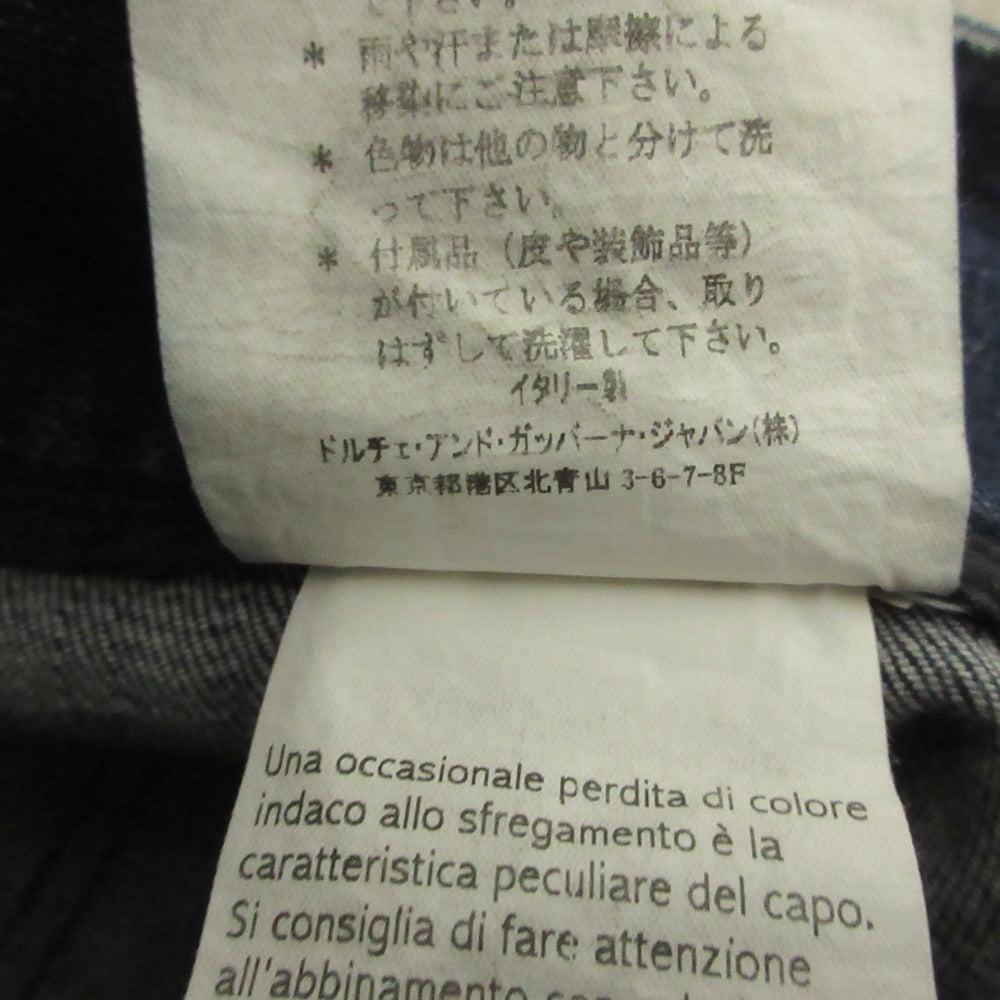 て下さい。
* 雨や汗または摩擦による
移染にご注意下さい。
* 色物は他の物と分けて洗
って下さい。
* 付属品（皮や装飾品等）
が付いている場合、取り
はずして洗濯して下さい。
イタリー製
ドルチェ・アンド・ガッバーナ・ジャパン(株)
東京都港区北青山 3-6-7-8F
Una occasionale perdita di colore
indaco allo sfregamento è la
caratteristica peculiare del capo.
Si consiglia di fare attenzione
all'abbinamento